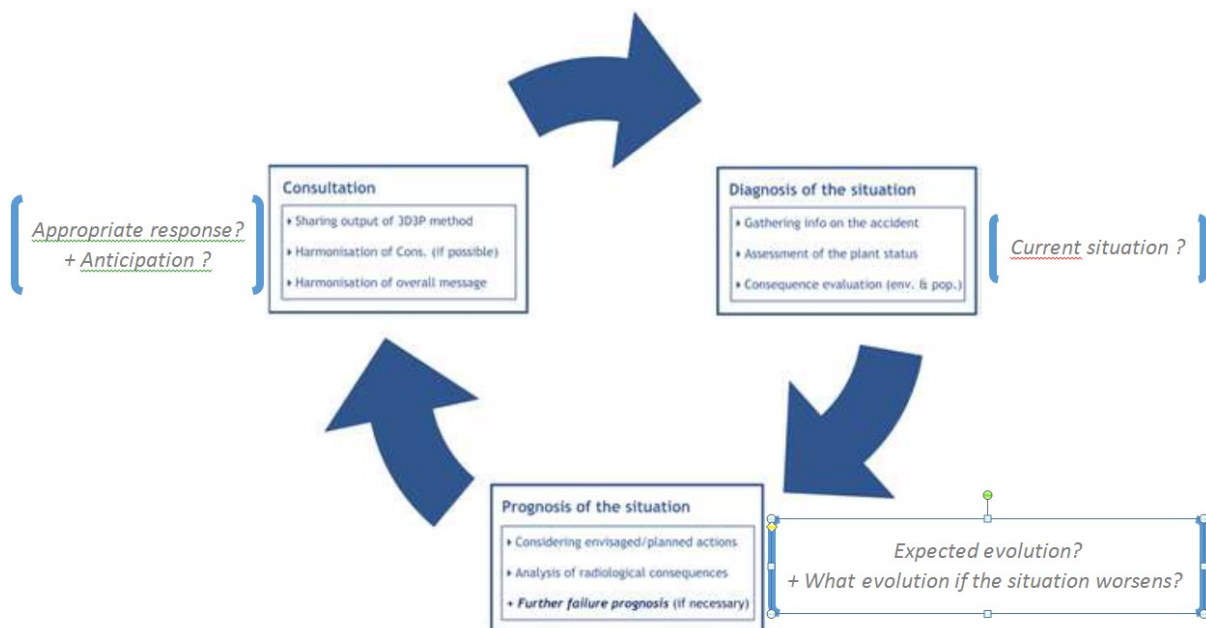 Consultation
Sharing output of 3D3P method
Harmonisation of Cons. (if possible)
Harmonisation of overall message
Appropriate response?
+ Anticipation ?
Diagnosis of the situation
Gathering info on the accident
Assessment of the plant status
Consequence evaluation (env. & pop.)
Current situation ?
Prognosis of the situation
Considering envisaged/planned actions
Analysis of radiological consequences
+ Further failure prognosis (if necessary)
Expected evolution?
+ What evolution if the situation worsens?